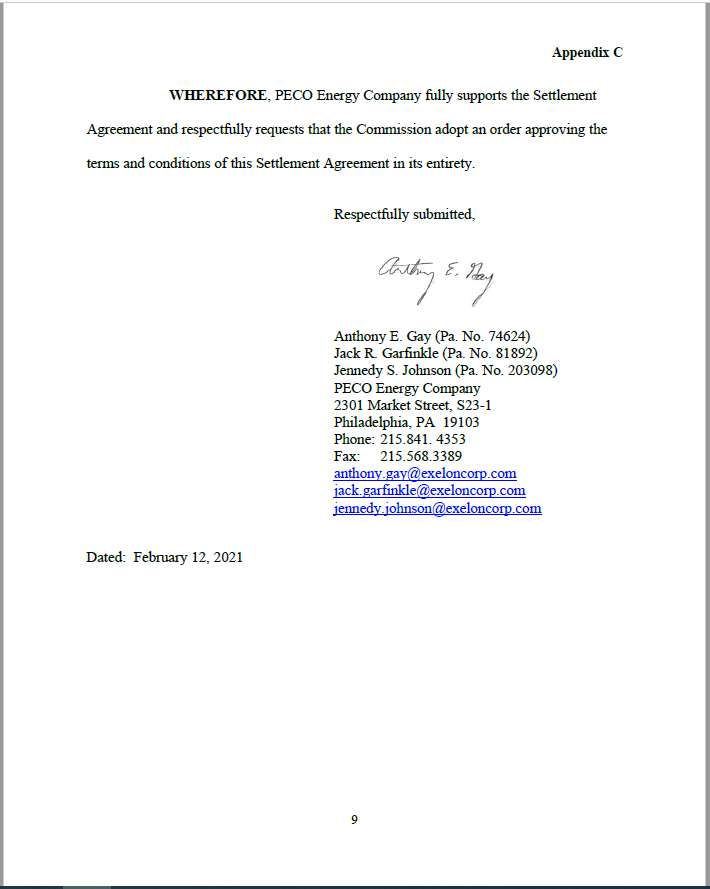 Appendix C
WHEREFORE, PECO Energy Company fully supports the Settlement
Agreement and respectfully requests that the Commission adopt an order approving the
terms and conditions of this Settlement Agreement in its entirety.
Respectfully submitted,
Anthony E. Gay
Anthony E. Gay (Pa. No. 74624)
Jack R. Garfinkle (Pa. No. 81892)
Jennedy S. Johnson (Pa. No. 203098)
PECO Energy Company
2301 Market Street, S23-1
Philadelphia, PA 19103
Phone: 215.841. 4353
Fax: 215.568.3389
anthony.gay@exeloncorp.com
jack.garfinkle@exeloncorp.com
jennedy.johnson@exeloncorp.com
Dated: February 12, 2021
9